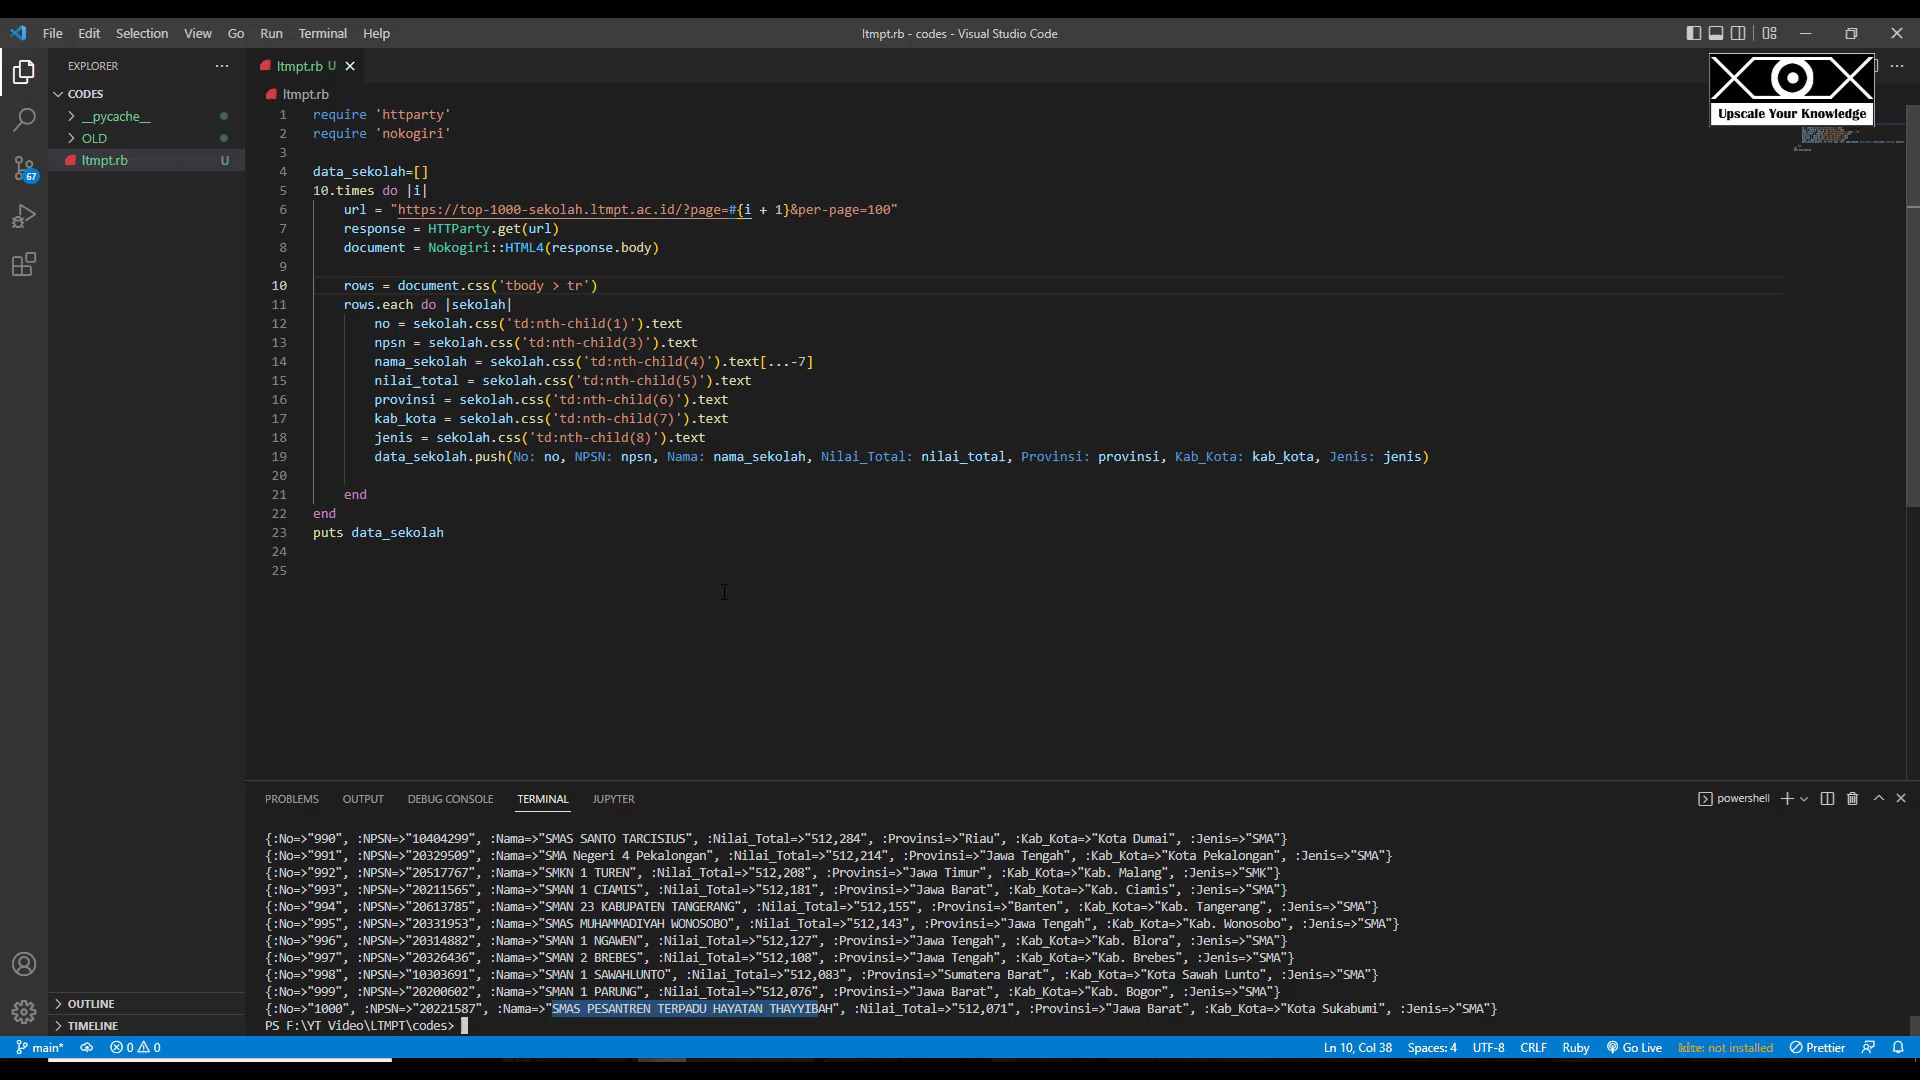 File Edit Selection View Go Run Terminal Help
ltmpt.rb - codes - Visual Studio Code
EXPLORER
CODES
__pycache__
OLD
ltmpt.rb U
67
ltmpt.rb U
ltmpt.rb
Upscale Your Knowledge
1 require 'httparty'
2 require 'nokogiri'
3
4 data_sekolah=[]
5 10.times do |i|
6 url = "https://top-1000-sekolah.ltmpt.ac.id/?page=#{i + 1}&per-page=100"
7 response = HTTParty.get(url)
8 document = Nokogiri::HTML4(response.body)
9
10 rows = document.css('tbody > tr')
11 rows.each do |sekolah|
12 no = sekolah.css('td:nth-child(1)').text
13 npsn = sekolah.css('td:nth-child(3)').text
14 nama_sekolah = sekolah.css('td:nth-child(4)').text[...-7]
15 nilai_total = sekolah.css('td:nth-child(5)').text
16 provinsi = sekolah.css('td:nth-child(6)').text
17 kab_kota = sekolah.css('td:nth-child(7)').text
18 jenis = sekolah.css('td:nth-child(8)').text
19 data_sekolah.push(No: no, NPSN: npsn, Nama: nama_sekolah, Nilai_Total: nilai_total, Provinsi: provinsi, Kab_Kota: kab_kota, Jenis: jenis)
20
21 end
22 end
23 puts data_sekolah
24
25
PROBLEMS OUTPUT DEBUG CONSOLE TERMINAL JUPYTER
powershell
{:No=>"990", :NPSN=>"10404299", :Nama=>"SMAS SANTO TARCISIUS", :Nilai_Total=>"512,284", :Provinsi=>"Riau", :Kab_Kota=>"Kota Dumai", :Jenis=>"SMA"}
{:No=>"991", :NPSN=>"20329509", :Nama=>"SMA Negeri 4 Pekalongan", :Nilai_Total=>"512,214", :Provinsi=>"Jawa Tengah", :Kab_Kota=>"Kota Pekalongan", :Jenis=>"SMA"}
{:No=>"992", :NPSN=>"20517767", :Nama=>"SMKN 1 TUREN", :Nilai_Total=>"512,208", :Provinsi=>"Jawa Timur", :Kab_Kota=>"Kab. Malang", :Jenis=>"SMK"}
{:No=>"993", :NPSN=>"20211565", :Nama=>"SMAN 1 CIAMIS", :Nilai_Total=>"512,181", :Provinsi=>"Jawa Barat", :Kab_Kota=>"Kab. Ciamis", :Jenis=>"SMA"}
{:No=>"994", :NPSN=>"20613785", :Nama=>"SMAN 23 KABUPATEN TANGERANG", :Nilai_Total=>"512,155", :Provinsi=>"Banten", :Kab_Kota=>"Kab. Tangerang", :Jenis=>"SMA"}
{:No=>"995", :NPSN=>"20331953", :Nama=>"SMAS MUHAMMADIYAH WONOSOBO", :Nilai_Total=>"512,143", :Provinsi=>"Jawa Tengah", :Kab_Kota=>"Kab. Wonosobo", :Jenis=>"SMA"}
{:No=>"996", :NPSN=>"20314882", :Nama=>"SMAN 1 NGAWEN", :Nilai_Total=>"512,127", :Provinsi=>"Jawa Tengah", :Kab_Kota=>"Kab. Blora", :Jenis=>"SMA"}
{:No=>"997", :NPSN=>"20326436", :Nama=>"SMAN 2 BREBES", :Nilai_Total=>"512,108", :Provinsi=>"Jawa Tengah", :Kab_Kota=>"Kab. Brebes", :Jenis=>"SMA"}
{:No=>"998", :NPSN=>"10303691", :Nama=>"SMAN 1 SAWAHLUNTO", :Nilai_Total=>"512,083", :Provinsi=>"Sumatera Barat", :Kab_Kota=>"Kota Sawah Lunto", :Jenis=>"SMA"}
{:No=>"999", :NPSN=>"20200602", :Nama=>"SMAN 1 PARUNG", :Nilai_Total=>"512,076", :Provinsi=>"Jawa Barat", :Kab_Kota=>"Kab. Bogor", :Jenis=>"SMA"}
{:No=>"1000", :NPSN=>"20221587", :Nama=>"SMAS PESANTREN TERPADU HAYATAN THAYYIBAH", :Nilai_Total=>"512,071", :Provinsi=>"Jawa Barat", :Kab_Kota=>"Kota Sukabumi", :Jenis=>"SMA"}
PS F:\YT Video\LTMPT\codes>
OUTLINE
TIMELINE
main* 0 0 Ln 10, Col 38 Spaces: 4 UTF-8 CRLF Ruby Go Live kite: not installed Prettier